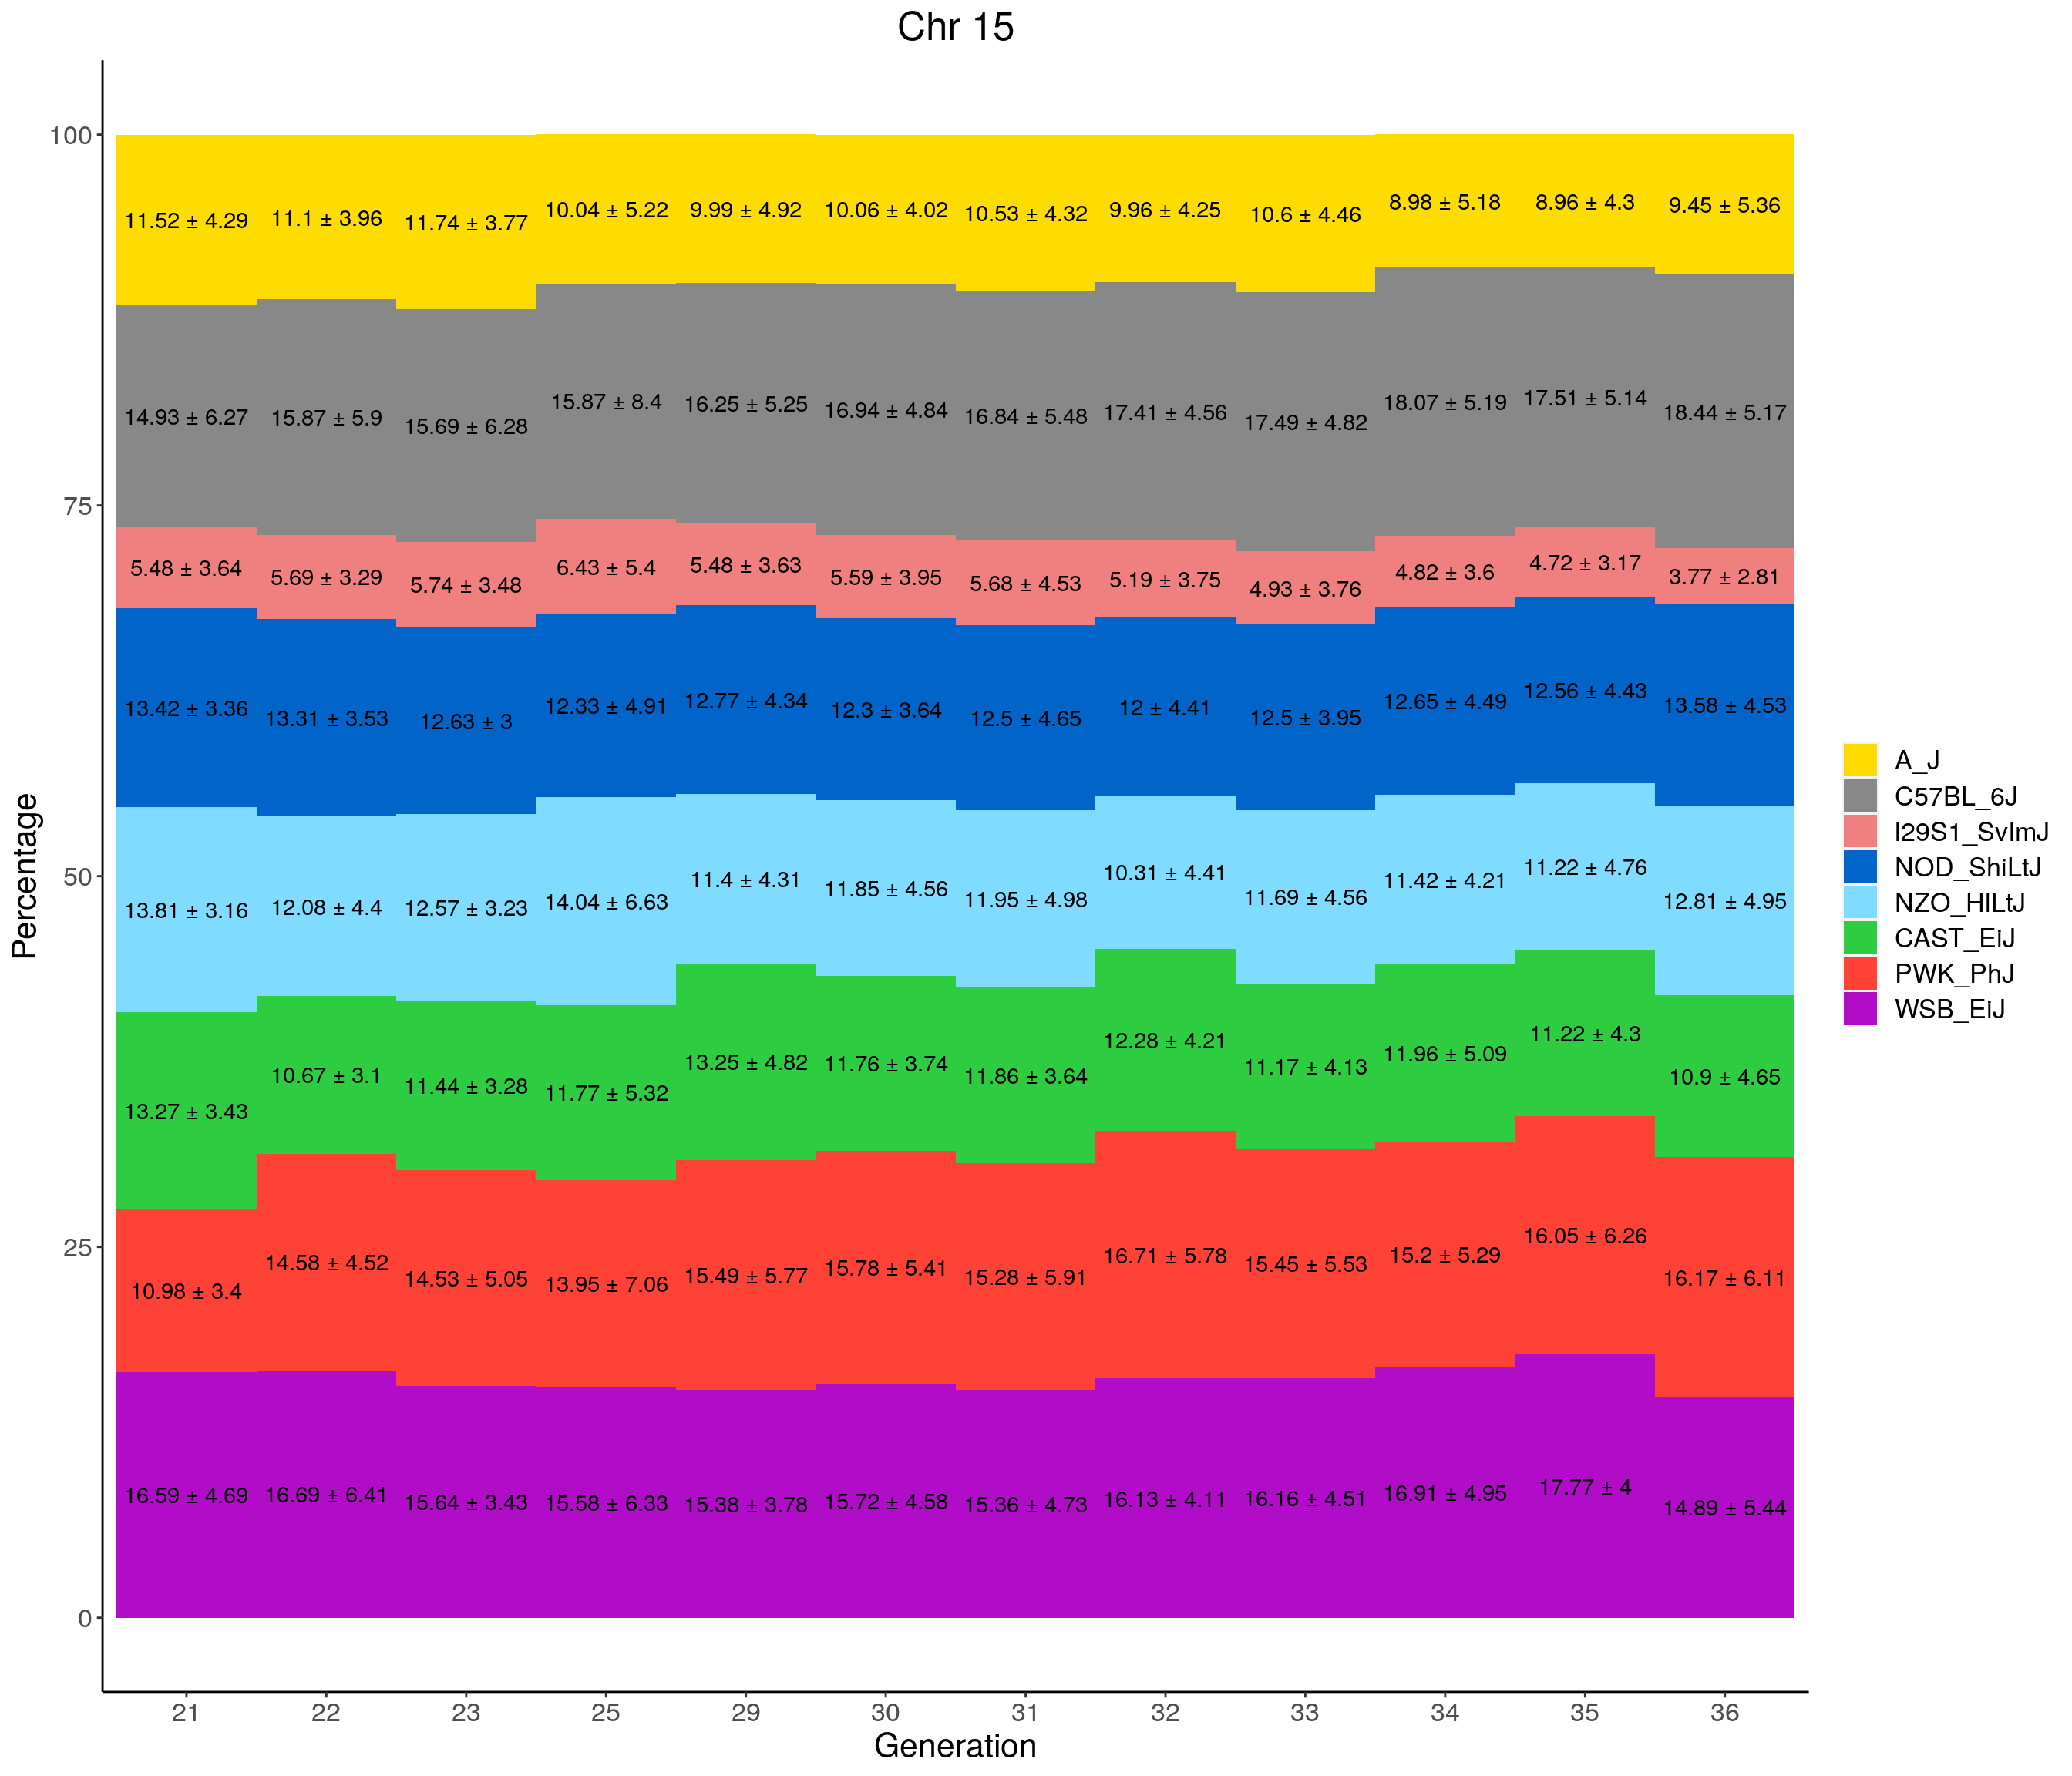 Chr 15
Percentage
100
75
50
25
0
11.52 ± 4.29 11.1 ± 3.96 11.74 ± 3.77 10.04 ± 5.22 9.99 ± 4.92 10.06 ± 4.02 10.53 ± 4.32 9.96 ± 4.25 10.6 ± 4.46 8.98 ± 5.18 8.96 ± 4.3 9.45 ± 5.36
14.93 ± 6.27 15.87 ± 5.9 15.69 ± 6.28 15.87 ± 8.4 16.25 ± 5.25 16.94 ± 4.84 16.84 ± 5.48 17.41 ± 4.56 17.49 ± 4.82 18.07 ± 5.19 17.51 ± 5.14 18.44 ± 5.17
5.48 ± 3.64 5.69 ± 3.29 5.74 ± 3.48 6.43 ± 5.4 5.48 ± 3.63 5.59 ± 3.95 5.68 ± 4.53 5.19 ± 3.75 4.93 ± 3.76 4.82 ± 3.6 4.72 ± 3.17 3.77 ± 2.81
13.42 ± 3.36 13.31 ± 3.53 12.63 ± 3 12.33 ± 4.91 12.77 ± 4.34 12.3 ± 3.64 12.5 ± 4.65 12 ± 4.41 12.5 ± 3.95 12.65 ± 4.49 12.56 ± 4.43 13.58 ± 4.53
13.81 ± 3.16 12.08 ± 4.4 12.57 ± 3.23 14.04 ± 6.63 11.4 ± 4.31 11.85 ± 4.56 11.95 ± 4.98 10.31 ± 4.41 11.69 ± 4.56 11.42 ± 4.21 11.22 ± 4.76 12.81 ± 4.95
13.27 ± 3.43 10.67 ± 3.1 11.44 ± 3.28 11.77 ± 5.32 13.25 ± 4.82 11.76 ± 3.74 11.86 ± 3.64 12.28 ± 4.21 11.17 ± 4.13 11.96 ± 5.09 11.22 ± 4.3 10.9 ± 4.65
10.98 ± 3.4 14.58 ± 4.52 14.53 ± 5.05 13.95 ± 7.06 15.49 ± 5.77 15.78 ± 5.41 15.28 ± 5.91 16.71 ± 5.78 15.45 ± 5.53 15.2 ± 5.29 16.05 ± 6.26 16.17 ± 6.11
16.59 ± 4.69 16.69 ± 6.41 15.64 ± 3.43 15.58 ± 6.33 15.38 ± 3.78 15.72 ± 4.58 15.36 ± 4.73 16.13 ± 4.11 16.16 ± 4.51 16.91 ± 4.95 17.77 ± 4 14.89 ± 5.44
21 22 23 25 29 30 31 32 33 34 35 36
Generation
A_J
C57BL_6J
l29S1_SvImJ
NOD_ShiLtJ
NZO_HlLtJ
CAST_EiJ
PWK_PhJ
WSB_EiJ